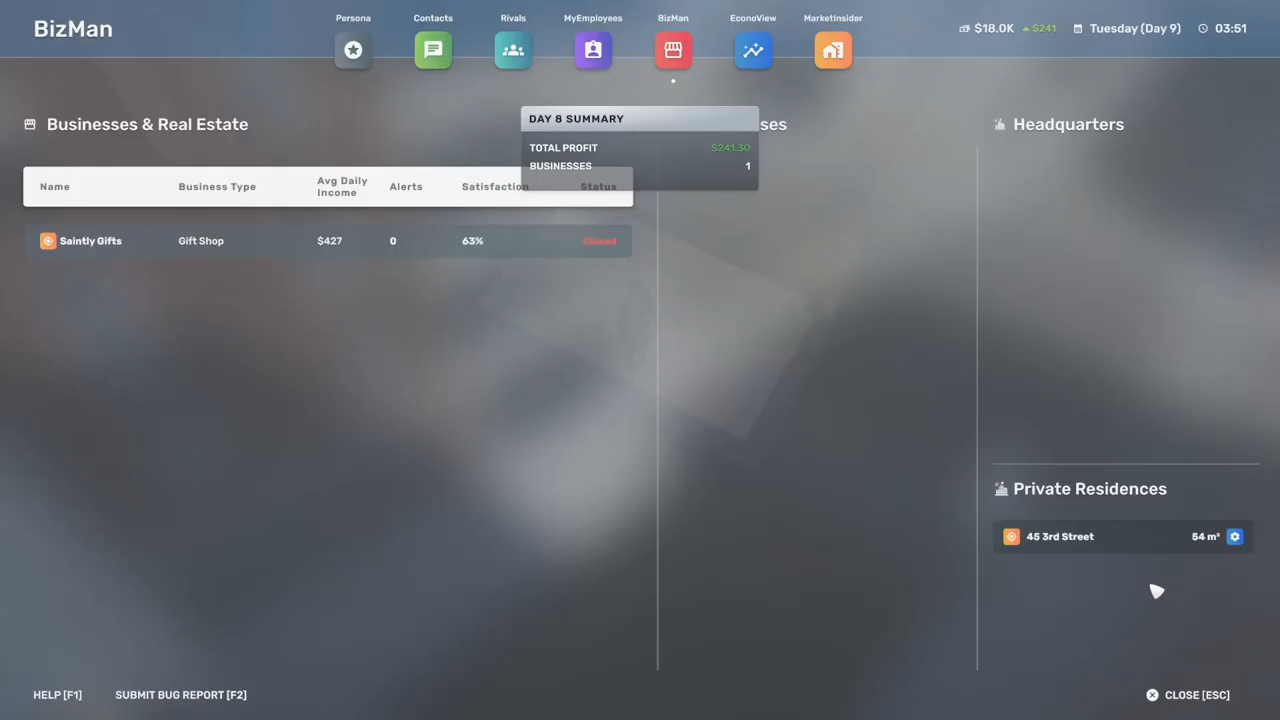 BizMan
Persona
Contacts
Rivals
MyEmployees
BizMan
EconoView
MarketInsider
$18.0K
$241
Tuesday (Day 9)
03:51
Businesses & Real Estate
ses
Headquarters
DAY 8 SUMMARY
TOTAL PROFIT $241.30
BUSINESSES 1
Name
Business Type
Avg Daily
Income
Alerts
Satisfaction
Status
Saintly Gifts
Gift Shop
$427
0
63%
Closed
Private Residences
45 3rd Street
54 m²
HELP [F1]
SUBMIT BUG REPORT [F2]
CLOSE [ESC]